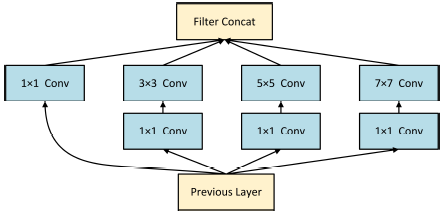 Filter Concat
1×1 Conv
3×3 Conv
5×5 Conv
7×7 Conv
1×1 Conv
1×1 Conv
1×1 Conv
Previous Layer